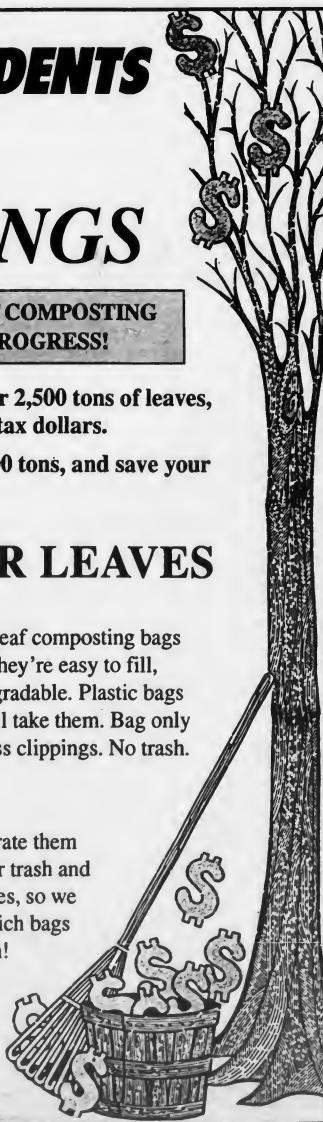 DENTS
NGS
COMPOSTING
ROGRESS!
r 2,500 tons of leaves,
tax dollars.
0 tons, and save your
R LEAVES
eaf composting bags
hey're easy to fill,
gradable. Plastic bags
ll take them. Bag only
ss clippings. No trash.
rate them
r trash and
es, so we
ich bags
!